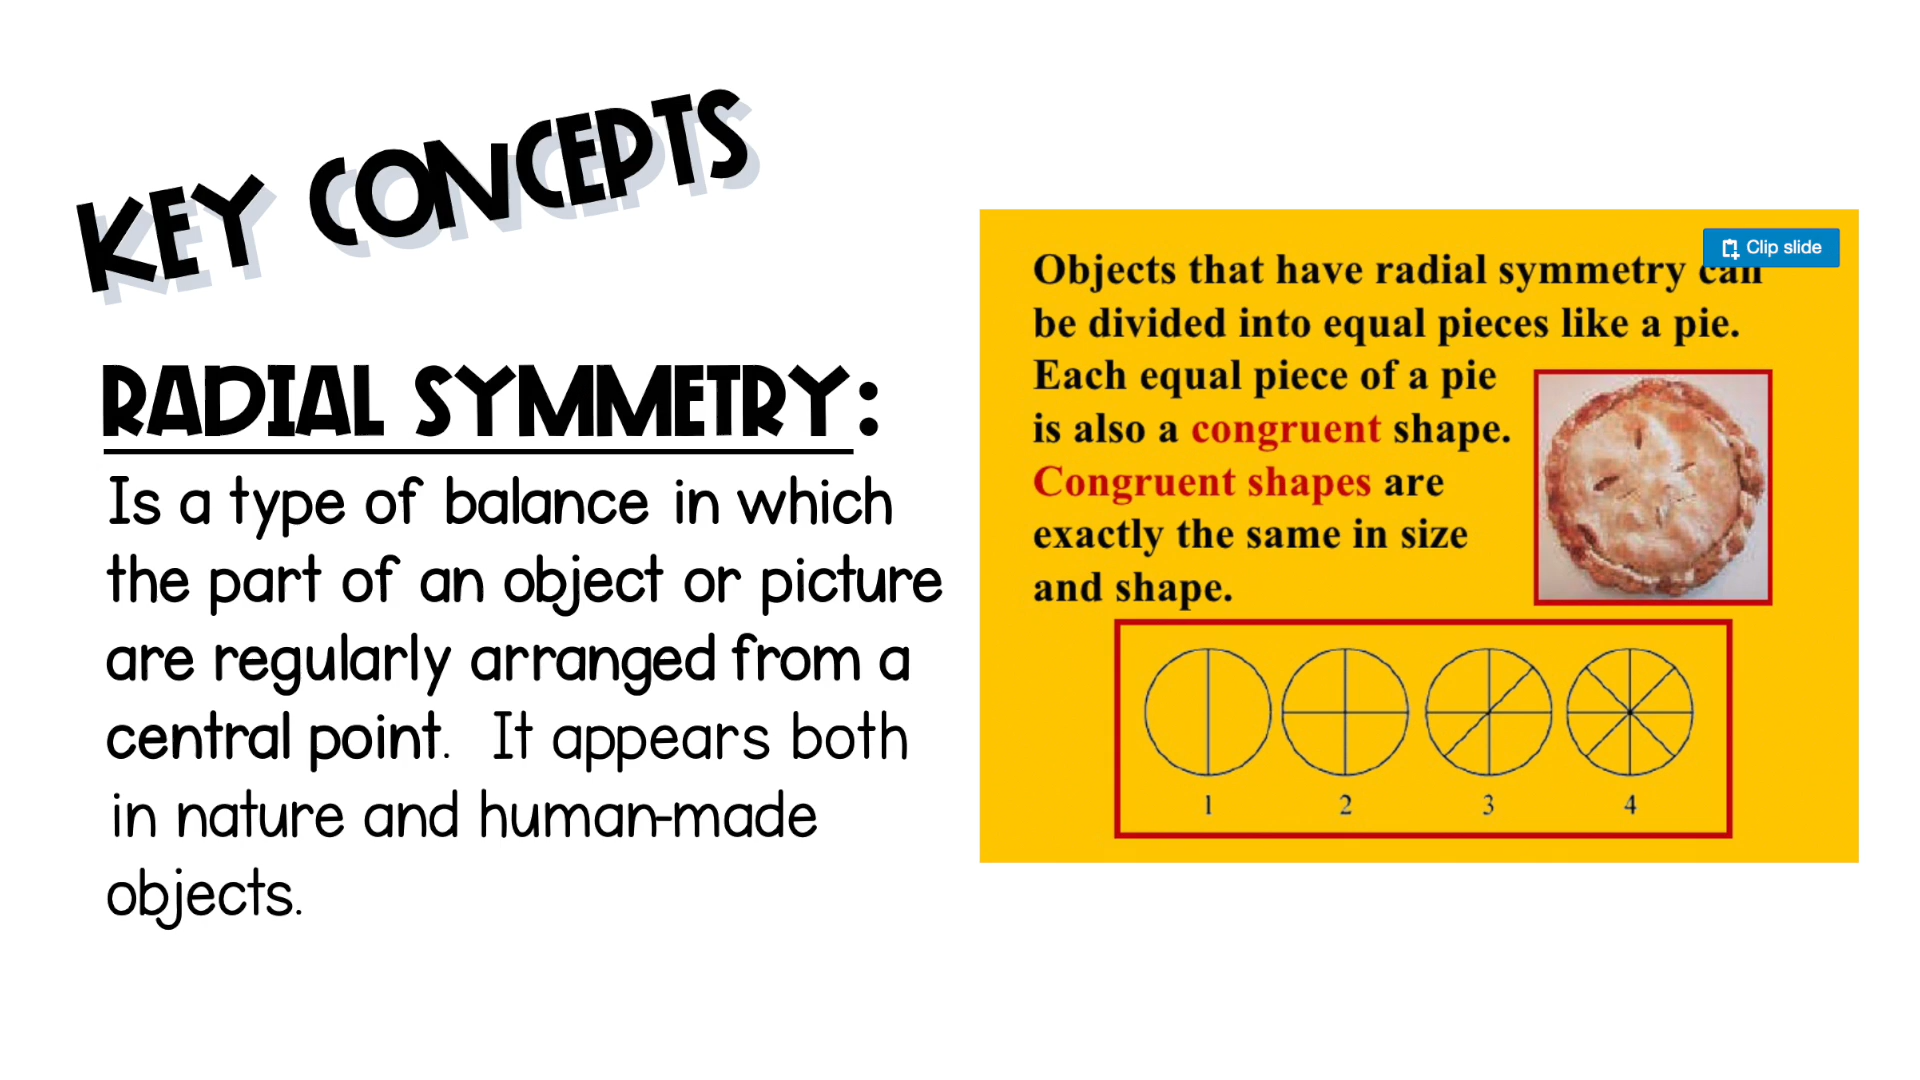 KEY CONCEPTS
RADIAL SYMMETRY:
Is a type of balance in which
the part of an object or picture
are regularly arranged from a
central point. It appears both
in nature and human-made
objects.
Clip slide
Objects that have radial symmetry can
be divided into equal pieces like a pie.
Each equal piece of a pie
is also a congruent shape.
Congruent shapes are
exactly the same in size
and shape.
1 2 3 4